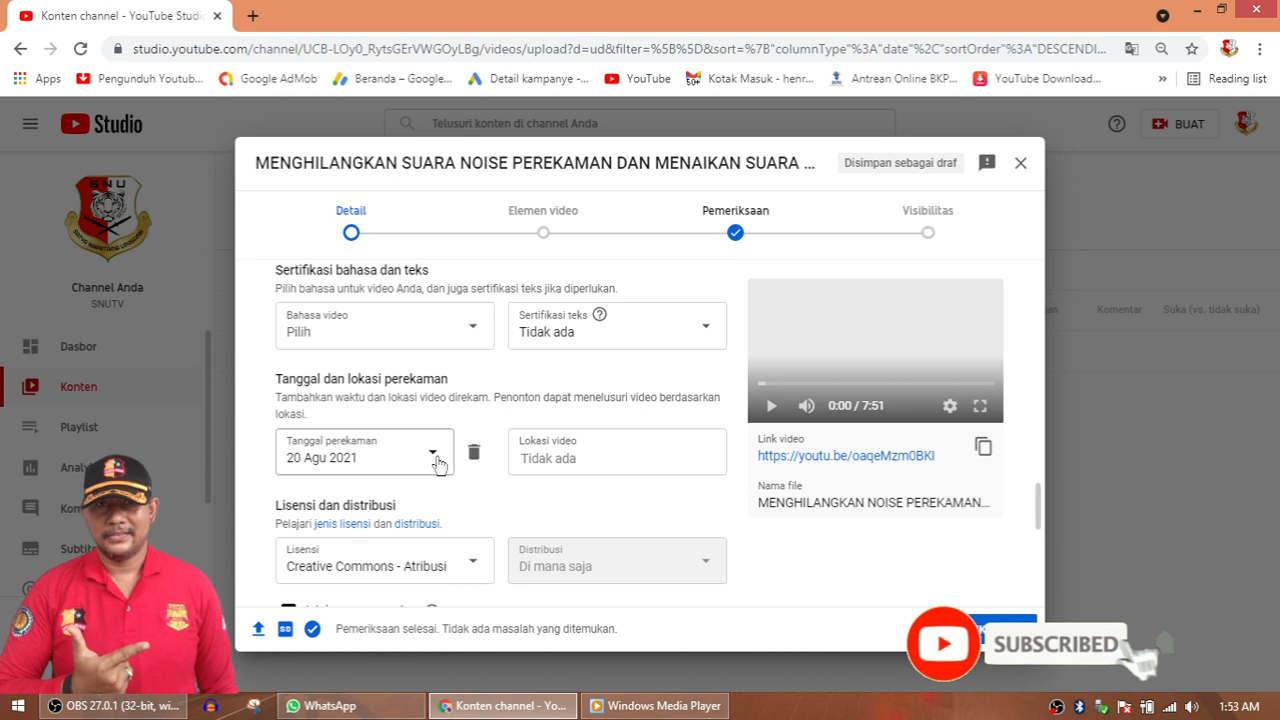 Konten channel - YouTube Studi
studio.youtube.com/channel/UCB-LOy0_RytsGErVWGOyLBg/videos/upload?d=ud&filter=%5B%5D&sort=%7B"columnType"%3A"date"%2C"sortOrder"%3A"DESCENDI...
Apps
Pengunduh Youtub...
Google AdMob
Beranda – Google...
Detail kampanye -...
YouTube
Kotak Masuk - henr...
Antrean Online BKP...
YouTube Download...
»
Reading list
Studio
Telusuri konten di channel Anda
BUAT
SNU
Channel Anda
SNUTV
Dasbor
Konten
Playlist
Komentar
Suka (vs. tidak suka)
MENGHILANGKAN SUARA NOISE PEREKAMAN DAN MENAIKAN SUARA ...
Disimpan sebagai draf
Detail
Elemen video
Pemeriksaan
Visibilitas
Sertifikasi bahasa dan teks
Pilih bahasa untuk video Anda, dan juga sertifikasi teks jika diperlukan.
Bahasa video
Pilih
Sertifikasi teks
Tidak ada
Tanggal dan lokasi perekaman
Tambahkan waktu dan lokasi video direkam. Penonton dapat menelusuri video berdasarkan
lokasi.
Tanggal perekaman
20 Agu 2021
Lokasi video
Tidak ada
Lisensi dan distribusi
Pelajari jenis lisensi dan distribusi.
Lisensi
Creative Commons - Atribusi
Distribusi
Di mana saja
0:00 / 7:51
Link video
https://youtu.be/oaqeMzm0BKI
Nama file
MENGHILANGKAN NOISE PEREKAMAN...
SD
Pemeriksaan selesai. Tidak ada masalah yang ditemukan.
SUBSCRIBED
OBS 27.0.1 (32-bit, wi...
WhatsApp
Konten channel - Yo...
Windows Media Player
1:53 AM